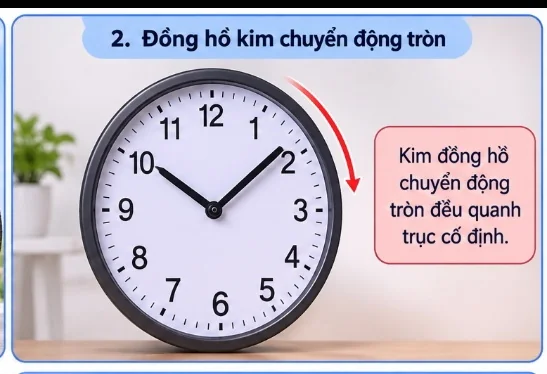 2. Đồng hồ kim chuyển động tròn
12
11
1
10
2
9
3
8
4
7
5
6
Kim đồng hồ
chuyển động
tròn đều quanh
trục cố định.